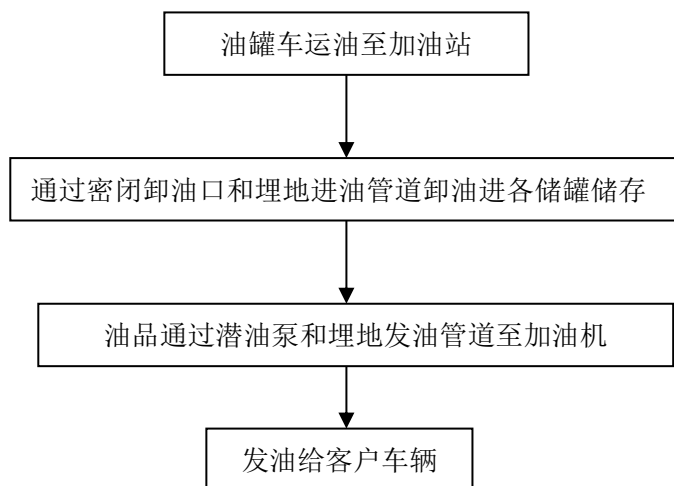 油罐车运油至加油站
通过密闭卸油口和埋地进油管道卸油进各储罐储存
油品通过潜油泵和埋地发油管道至加油机
发油给客户车辆